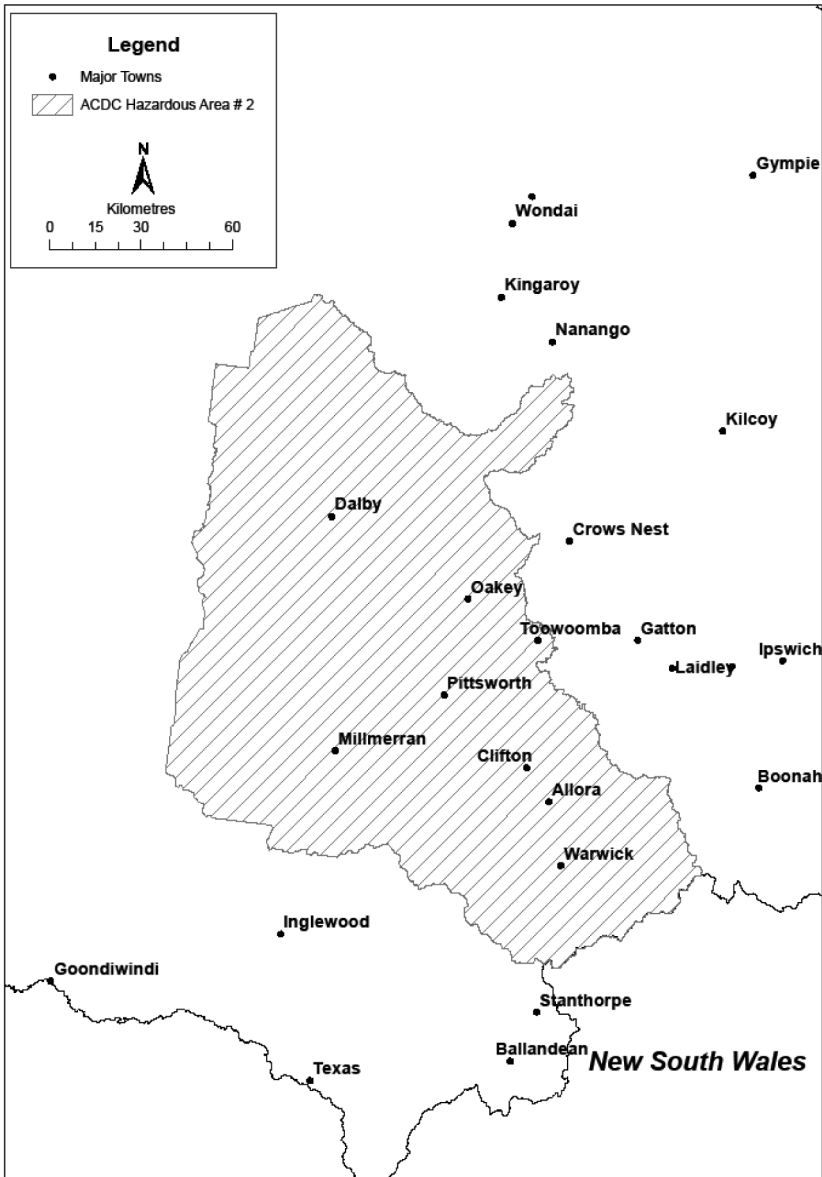 Legend
Major Towns
ACDC Hazardous Area # 2
N
Kilometres
0 15 30 60
Gympie
Wondai
Kingaroy
Nanango
Kilcoy
Dalby
Crows Nest
Oakey
Toowoomba
Gatton
Ipswich
Laidley
Pittsworth
Millmerran
Clifton
Allora
Boonah
Warwick
Inglewood
Goondiwindi
Stanthorpe
Ballandean
New South Wales
Texas